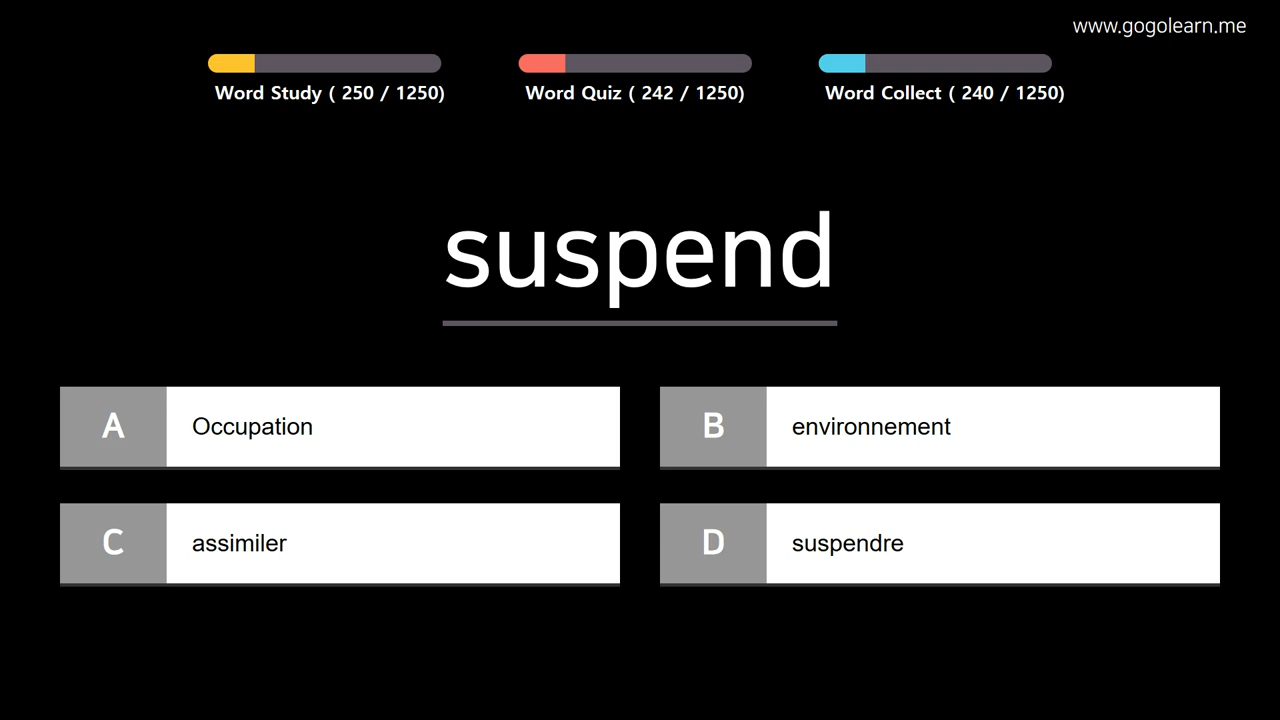 www.gogolearn.me
Word Study ( 250 / 1250)
Word Quiz ( 242 / 1250)
Word Collect ( 240 / 1250)
suspend
A Occupation
B environnement
C assimiler
D suspendre